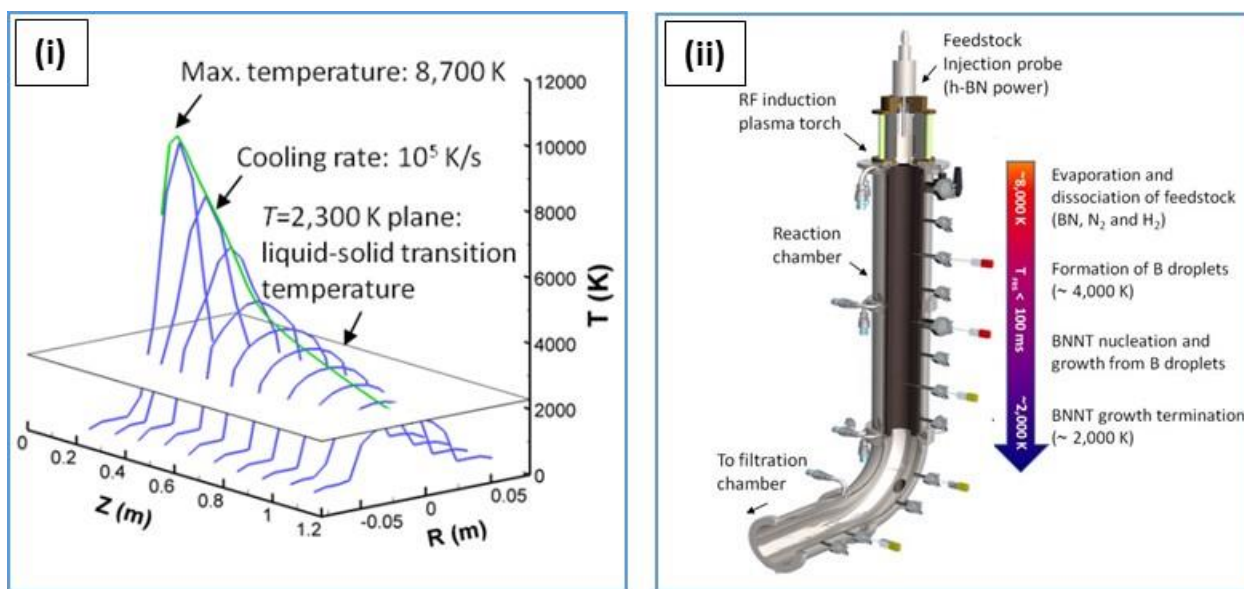 (i)
Max. temperature: 8,700 K
Cooling rate: 10⁵ K/s
T=2,300 K plane:
liquid-solid transition
temperature
12000
10000
8000
6000
4000
2000
0
T (K)
0
0.2
0.4
0.6
0.8
1
1.2
Z (m)
-0.05
0
0.05
R (m)
(ii)
Feedstock
Injection probe
(h-BN power)
RF induction
plasma torch
Reaction
chamber
To filtration
chamber
~8,000 K
T_res < 100 ms
~2,000 K
Evaporation and
dissociation of feedstock
(BN, N₂ and H₂)
Formation of B droplets
(~ 4,000 K)
BNNT nucleation and
growth from B droplets
BNNT growth termination
(~ 2,000 K)